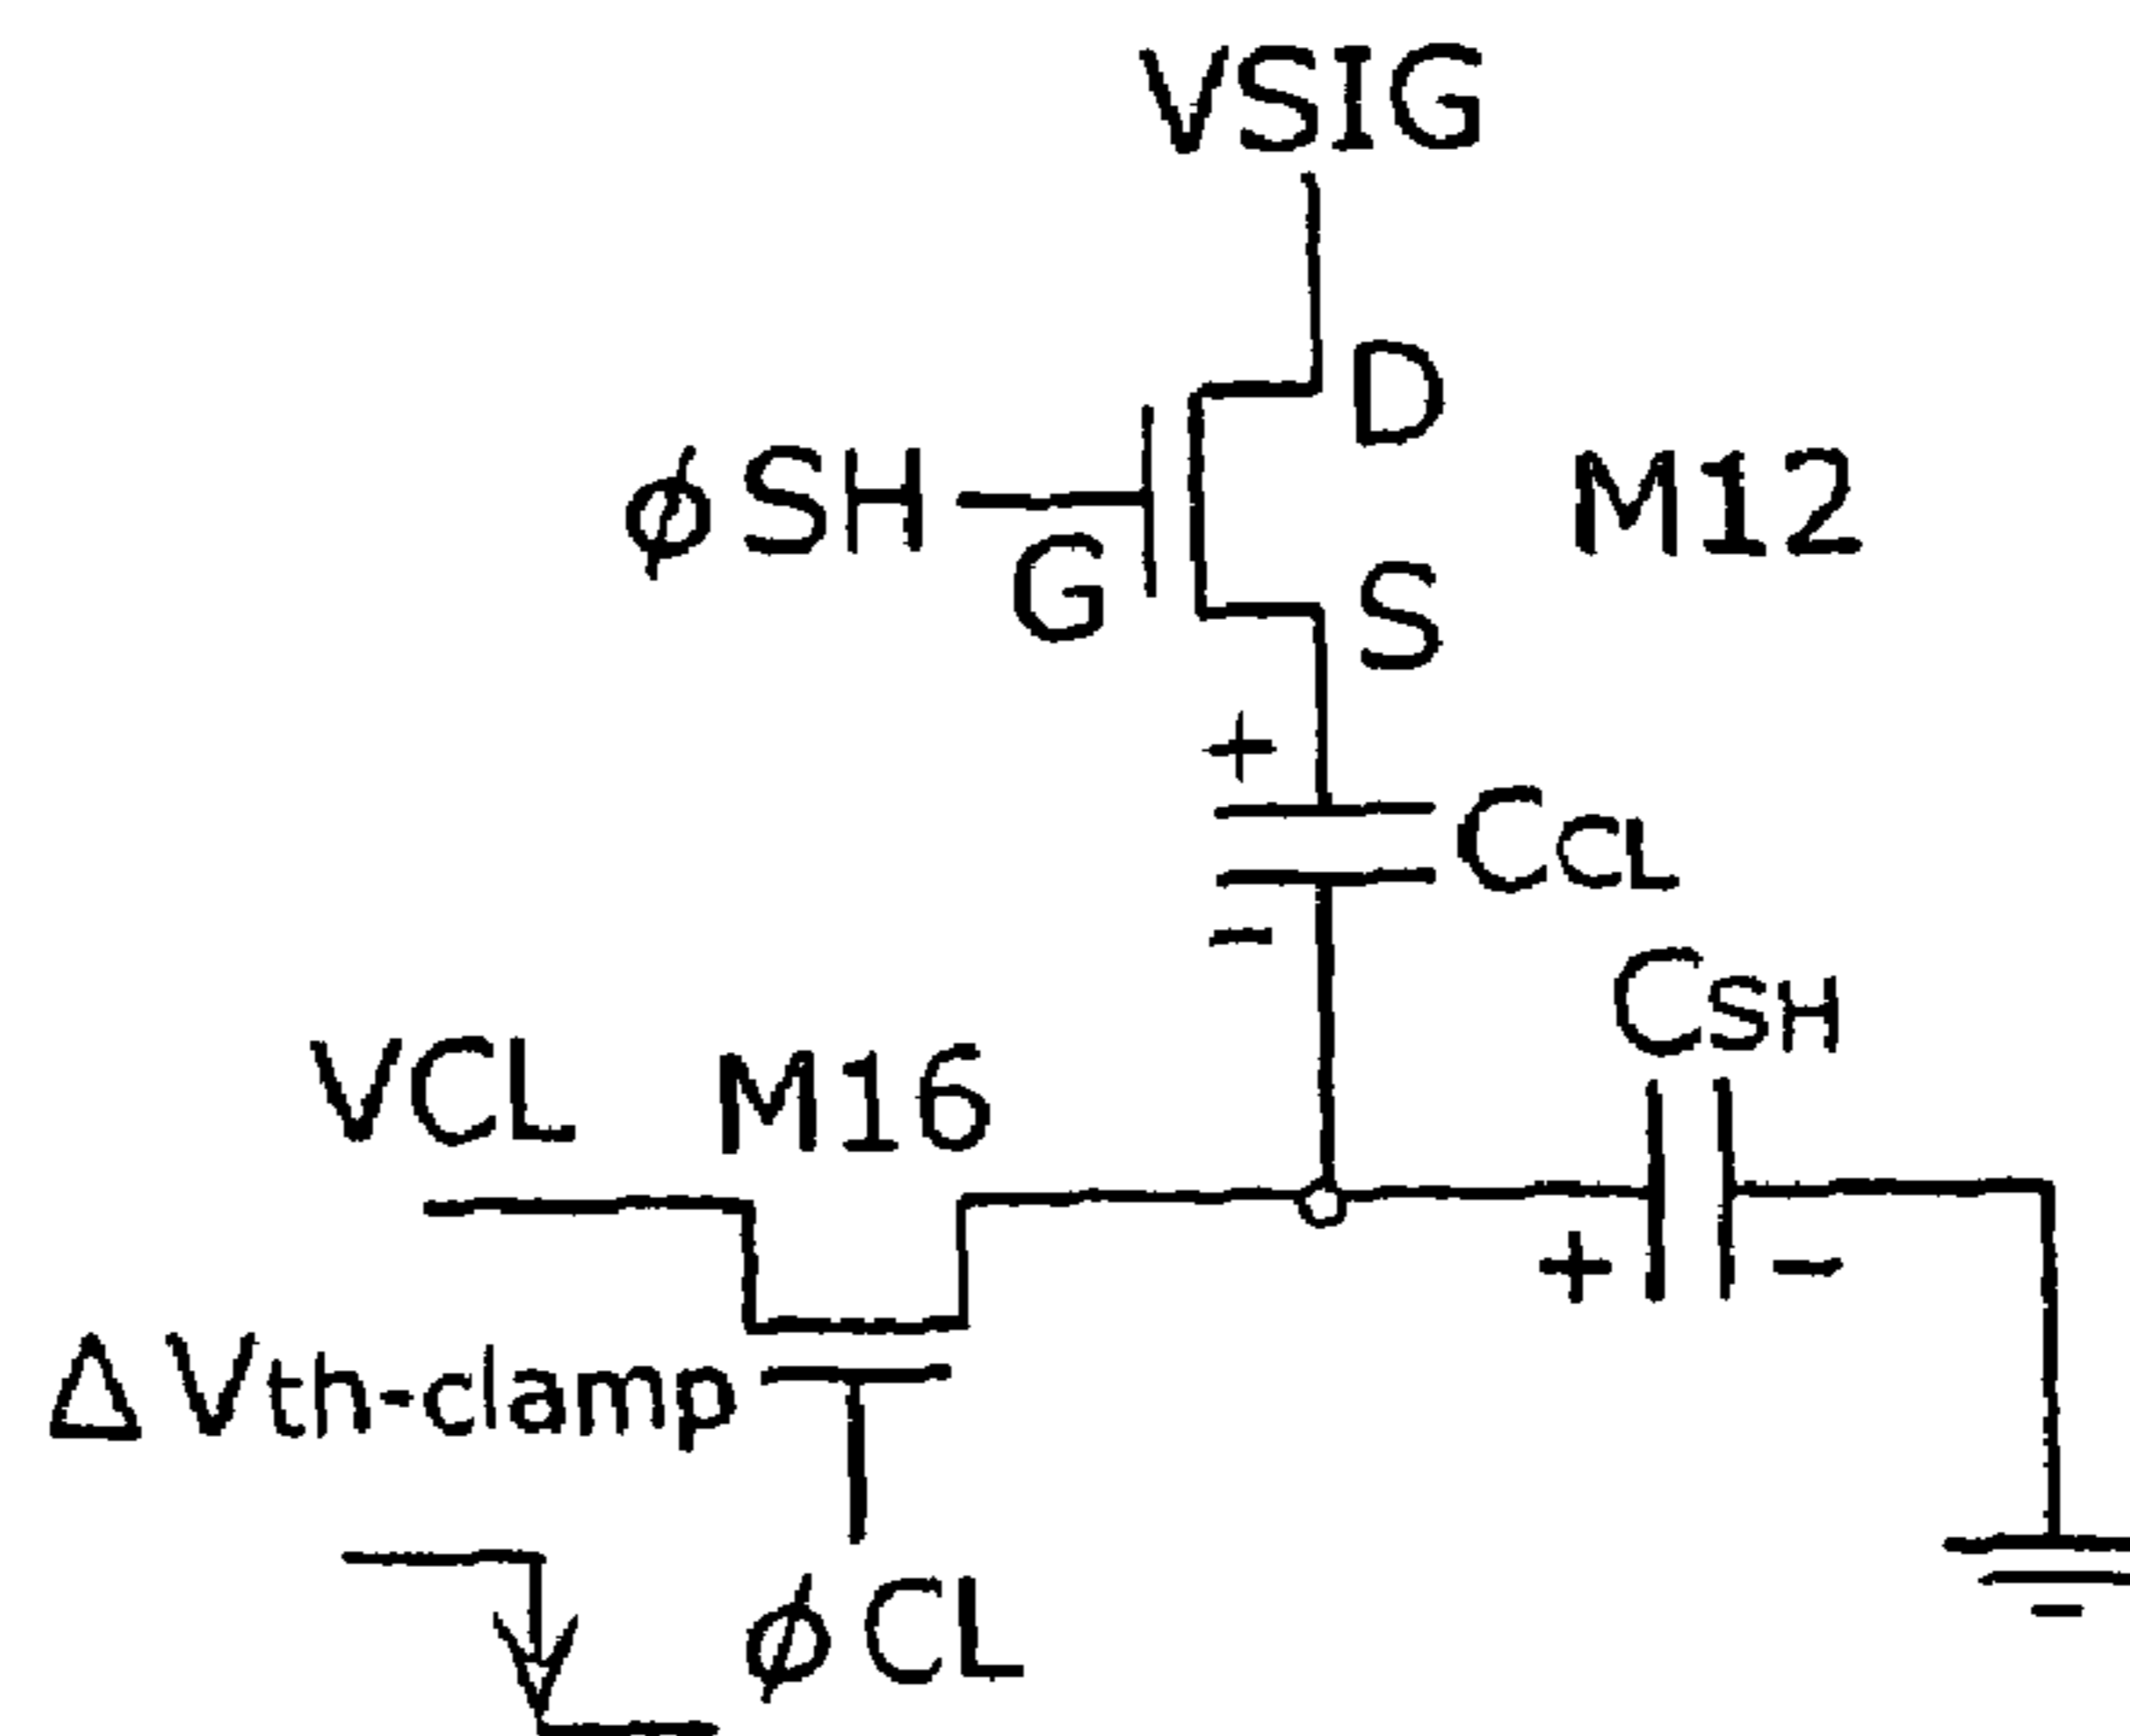 VSIG
D
φSH
M12
G
S
+
CCL
-
CSH
VCL
M16
+
-
ΔVth-clamp
φCL